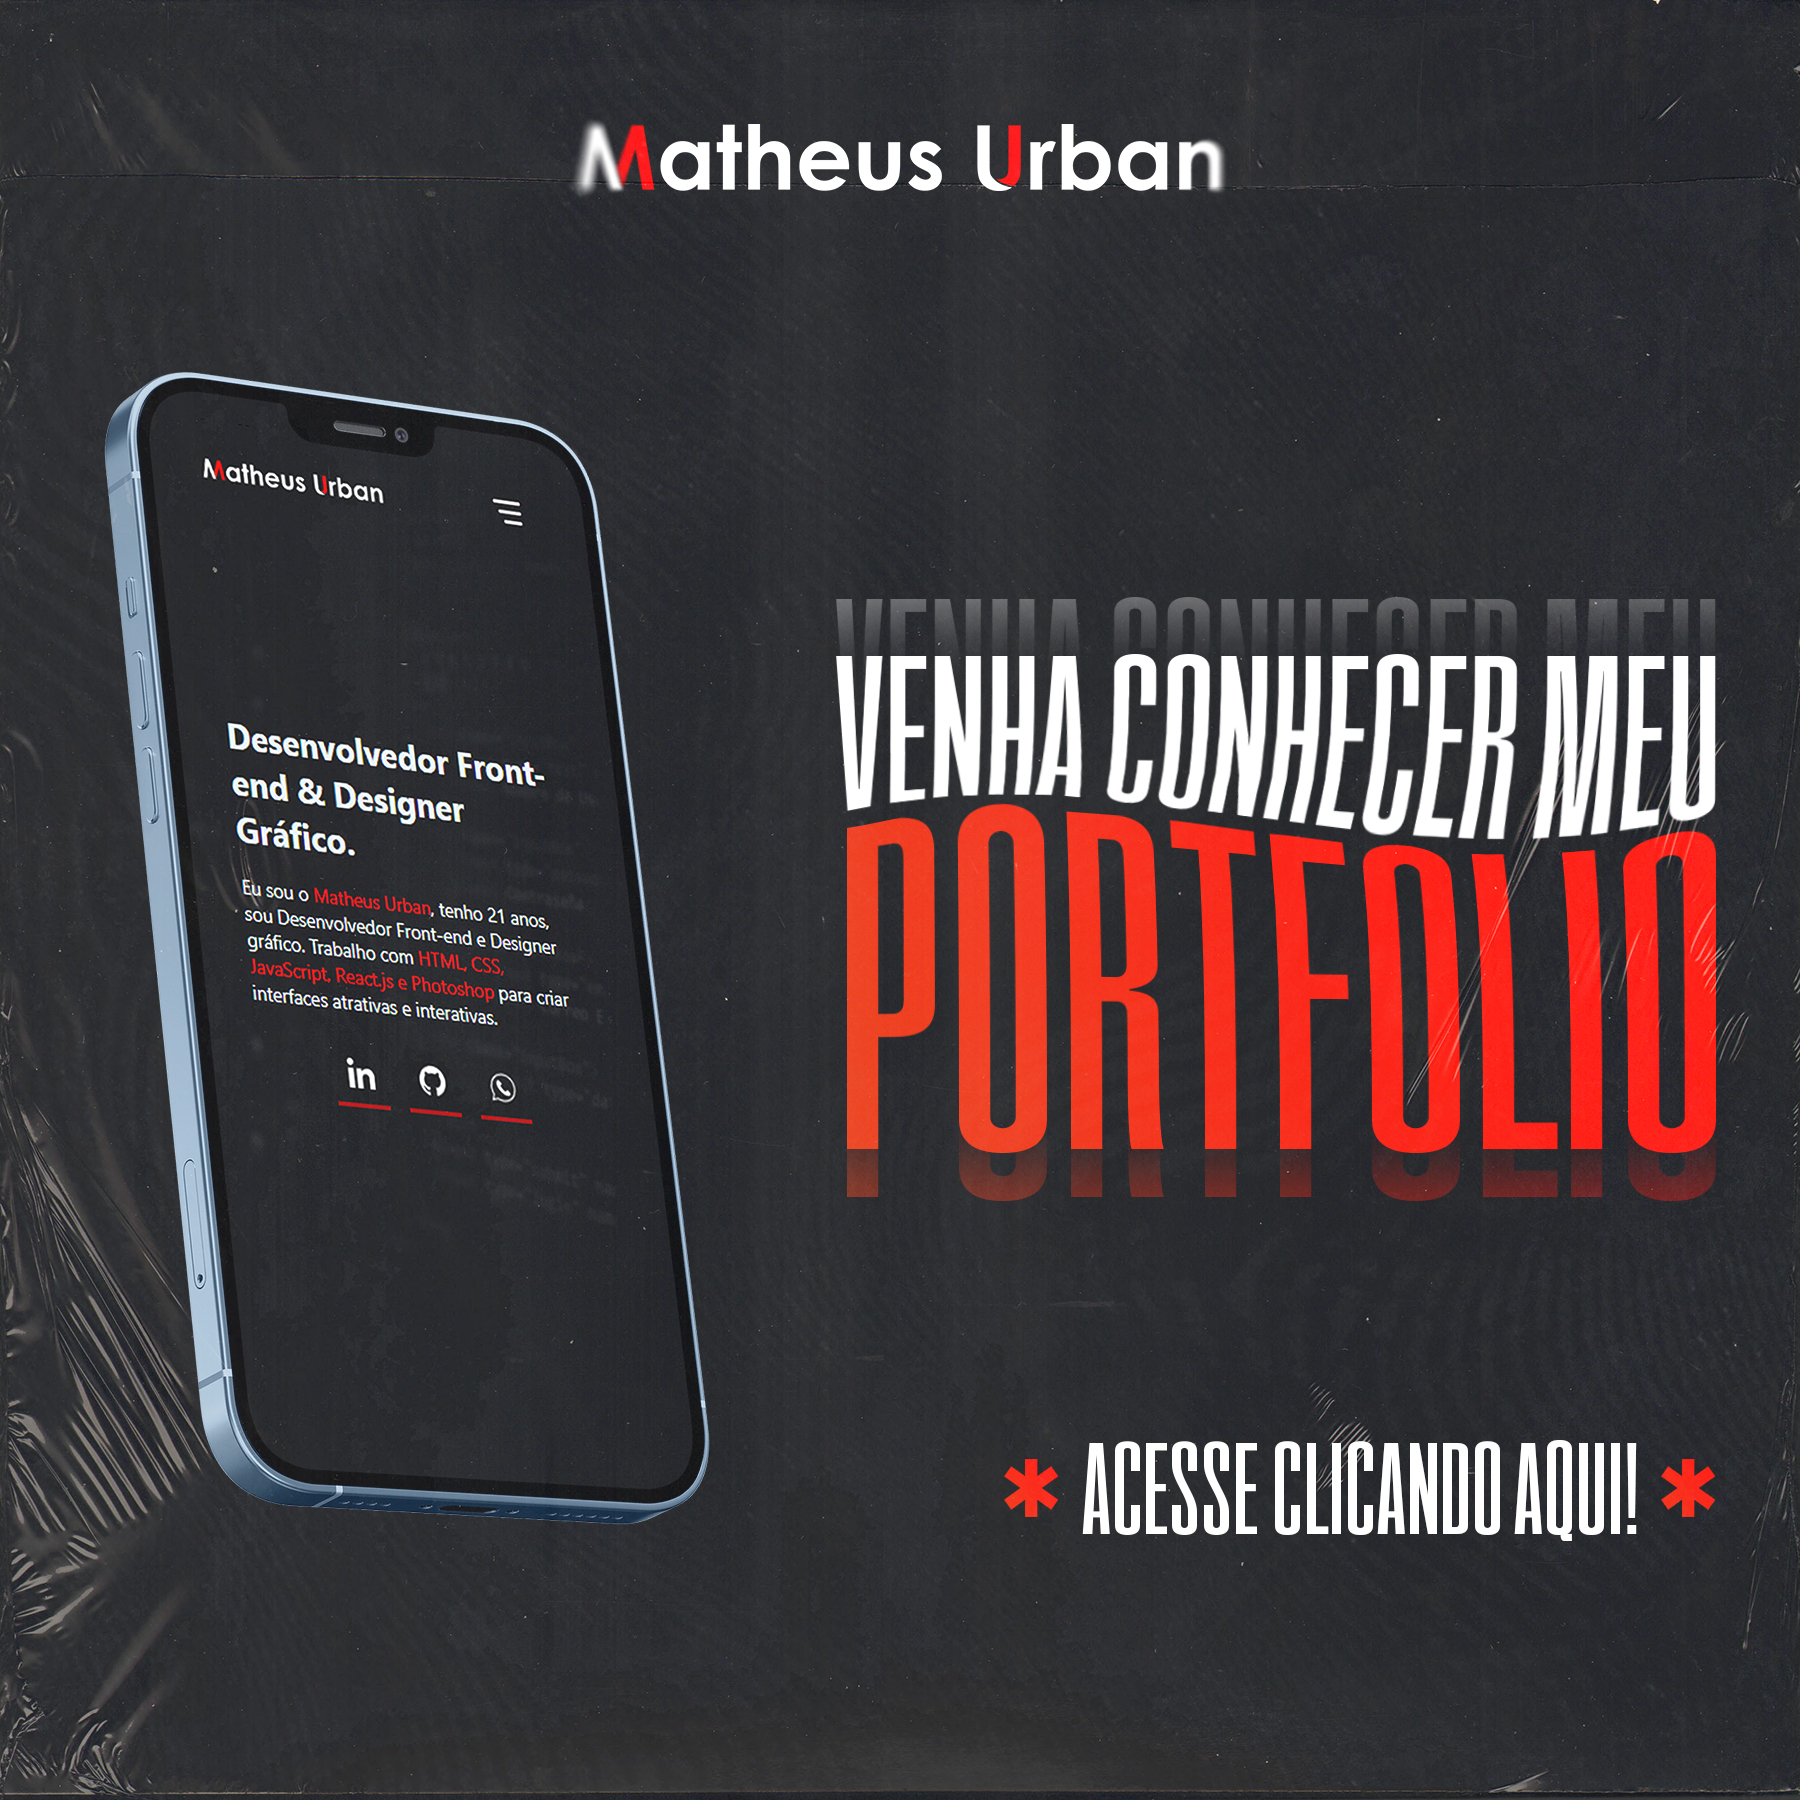 Matheus Urban
Matheus Urban
Desenvolvedor Front-
end & Designer
Gráfico.
Eu sou o Matheus Urban, tenho 21 anos,
sou Desenvolvedor Front-end e Designer
gráfico. Trabalho com HTML, CSS,
JavaScript, React.js e Photoshop para criar
interfaces atrativas e interativas.
in
VENHA CONHECER MEU
PORTFOLIO
* ACESSE CLICANDO AQUI! *